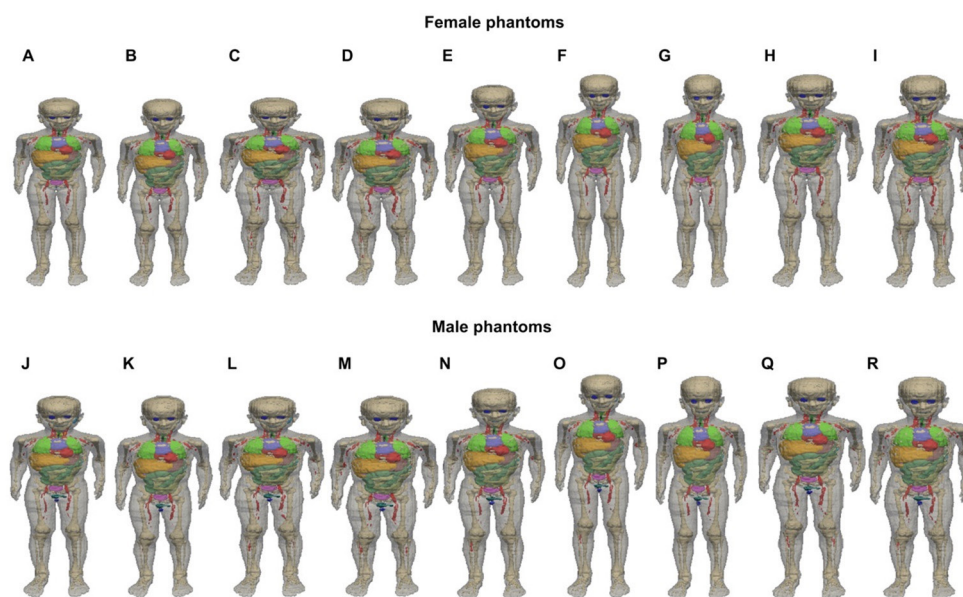 Female phantoms
A B C D E F G H I
Male phantoms
J K L M N O P Q R